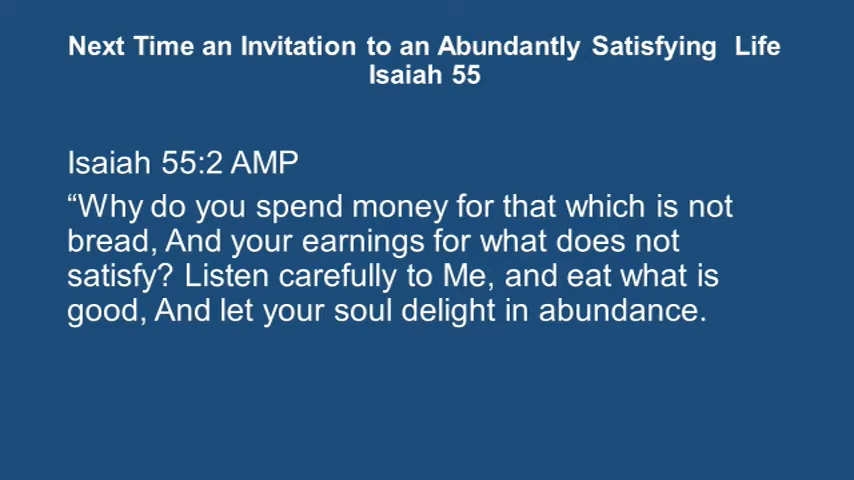 Next Time an Invitation to an Abundantly Satisfying Life
Isaiah 55
Isaiah 55:2 AMP
“Why do you spend money for that which is not
bread, And your earnings for what does not
satisfy? Listen carefully to Me, and eat what is
good, And let your soul delight in abundance.